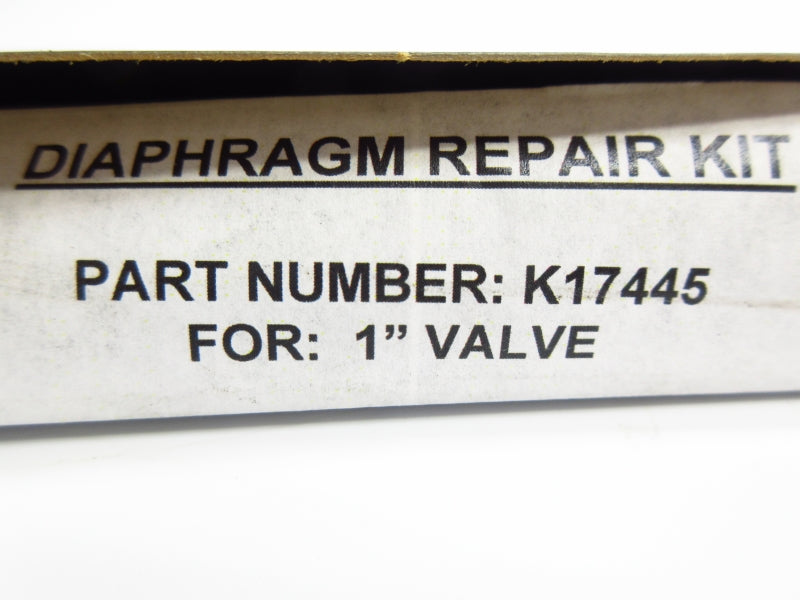 DIAPHRAGM REPAIR KIT
PART NUMBER: K17445
FOR: 1” VALVE